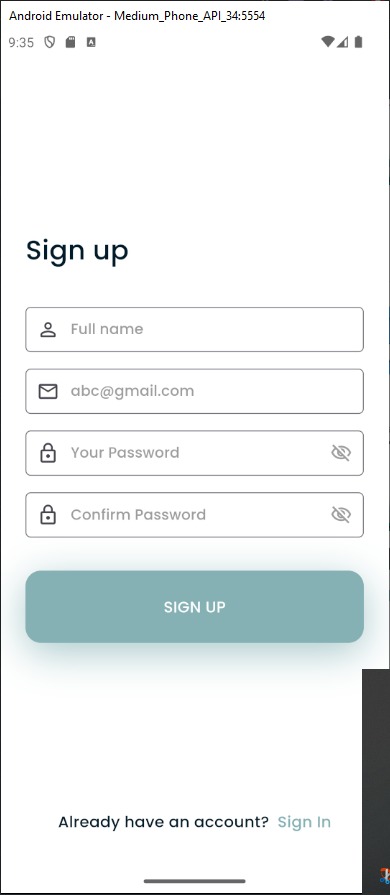 Android Emulator - Medium_Phone_API_34:5554
9:35
Sign up
Full name
abc@gmail.com
Your Password
Confirm Password
SIGN UP
Already have an account? Sign In